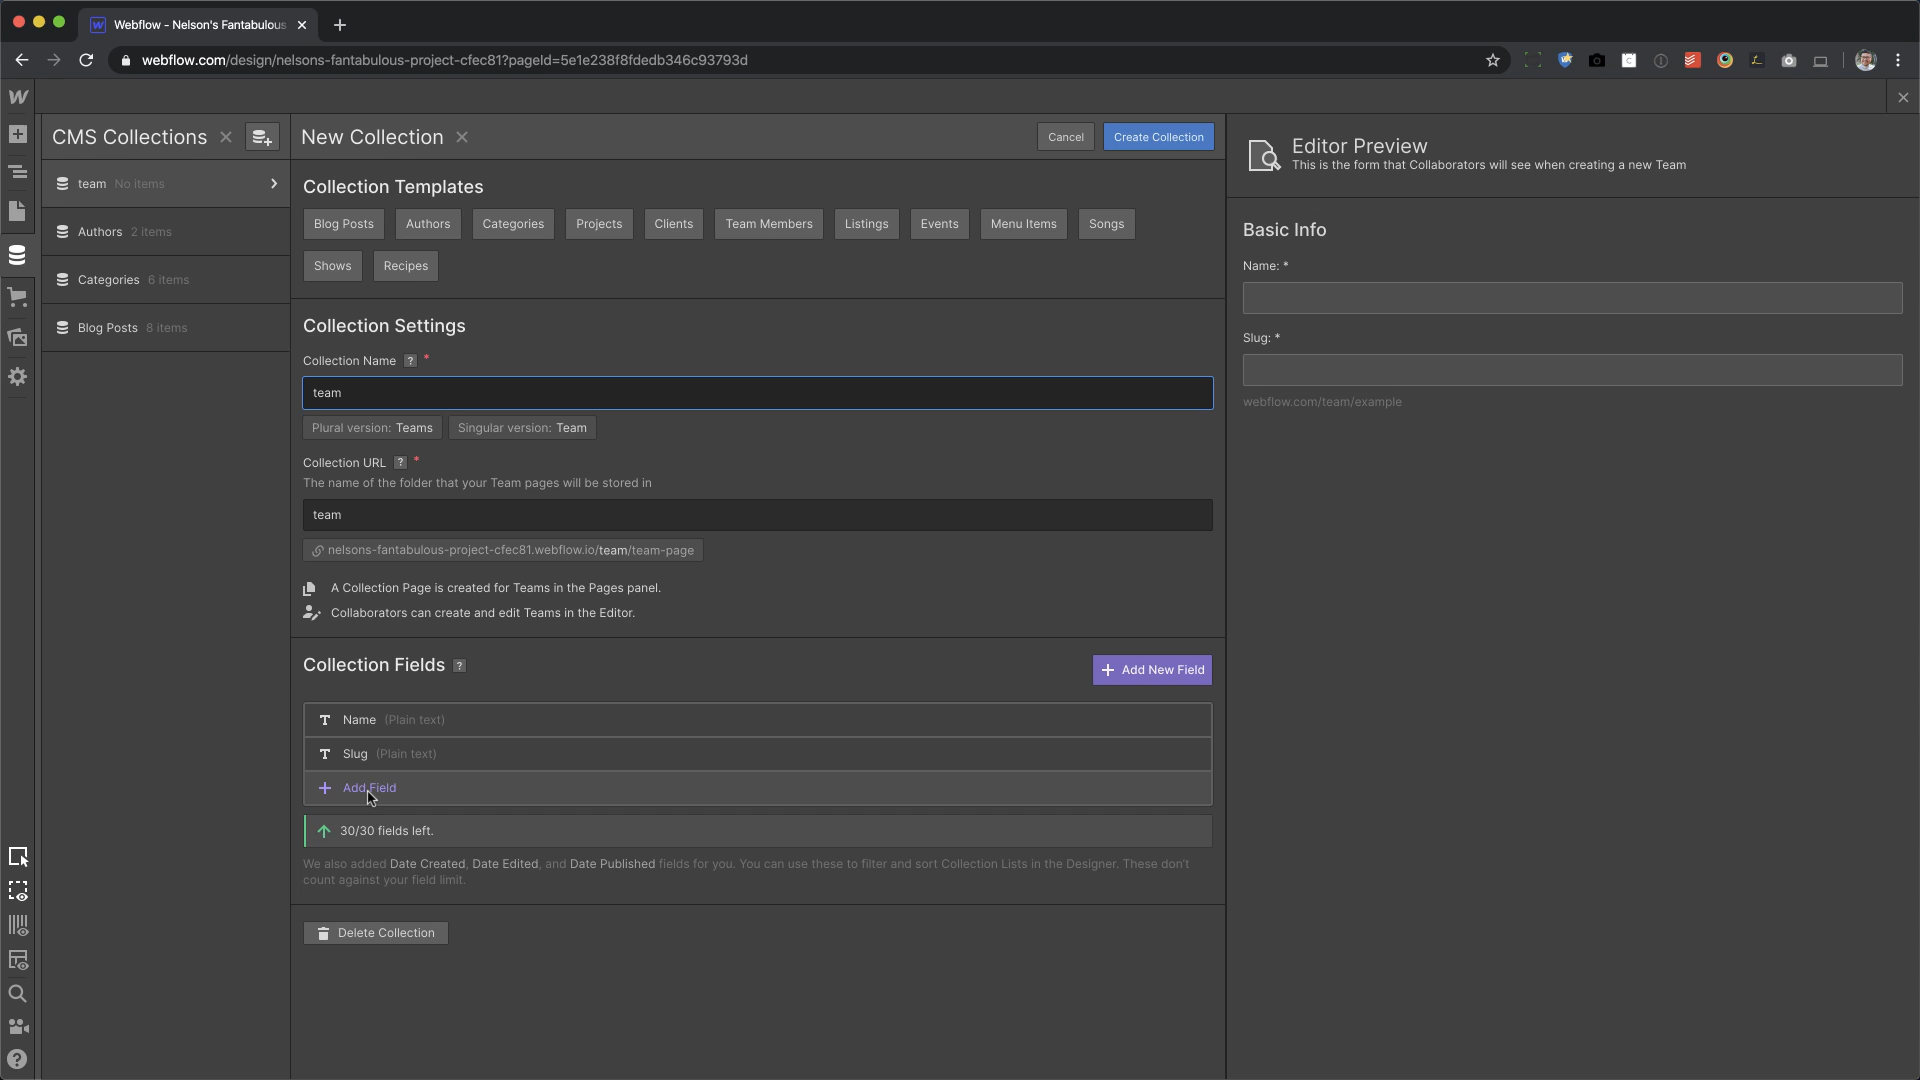 Webflow - Nelson's Fantabulous
webflow.com/design/nelsons-fantabulous-project-cfec81?pageId=5e1e238f8fdedb346c93793d
CMS Collections
team No items
Authors 2 items
Categories 6 items
Blog Posts 8 items
New Collection
Cancel
Create Collection
Collection Templates
Blog Posts Authors Categories Projects Clients Team Members Listings Events Menu Items Songs
Shows Recipes
Collection Settings
Collection Name ? *
team
Plural version: Teams Singular version: Team
Collection URL ? *
The name of the folder that your Team pages will be stored in
team
nelsons-fantabulous-project-cfec81.webflow.io/team/team-page
A Collection Page is created for Teams in the Pages panel.
Collaborators can create and edit Teams in the Editor.
Collection Fields ?
+ Add New Field
T Name (Plain text)
T Slug (Plain text)
+ Add Field
30/30 fields left.
We also added Date Created, Date Edited, and Date Published fields for you. You can use these to filter and sort Collection Lists in the Designer. These don't
count against your field limit.
Delete Collection
Editor Preview
This is the form that Collaborators will see when creating a new Team
Basic Info
Name: *
Slug: *
webflow.com/team/example